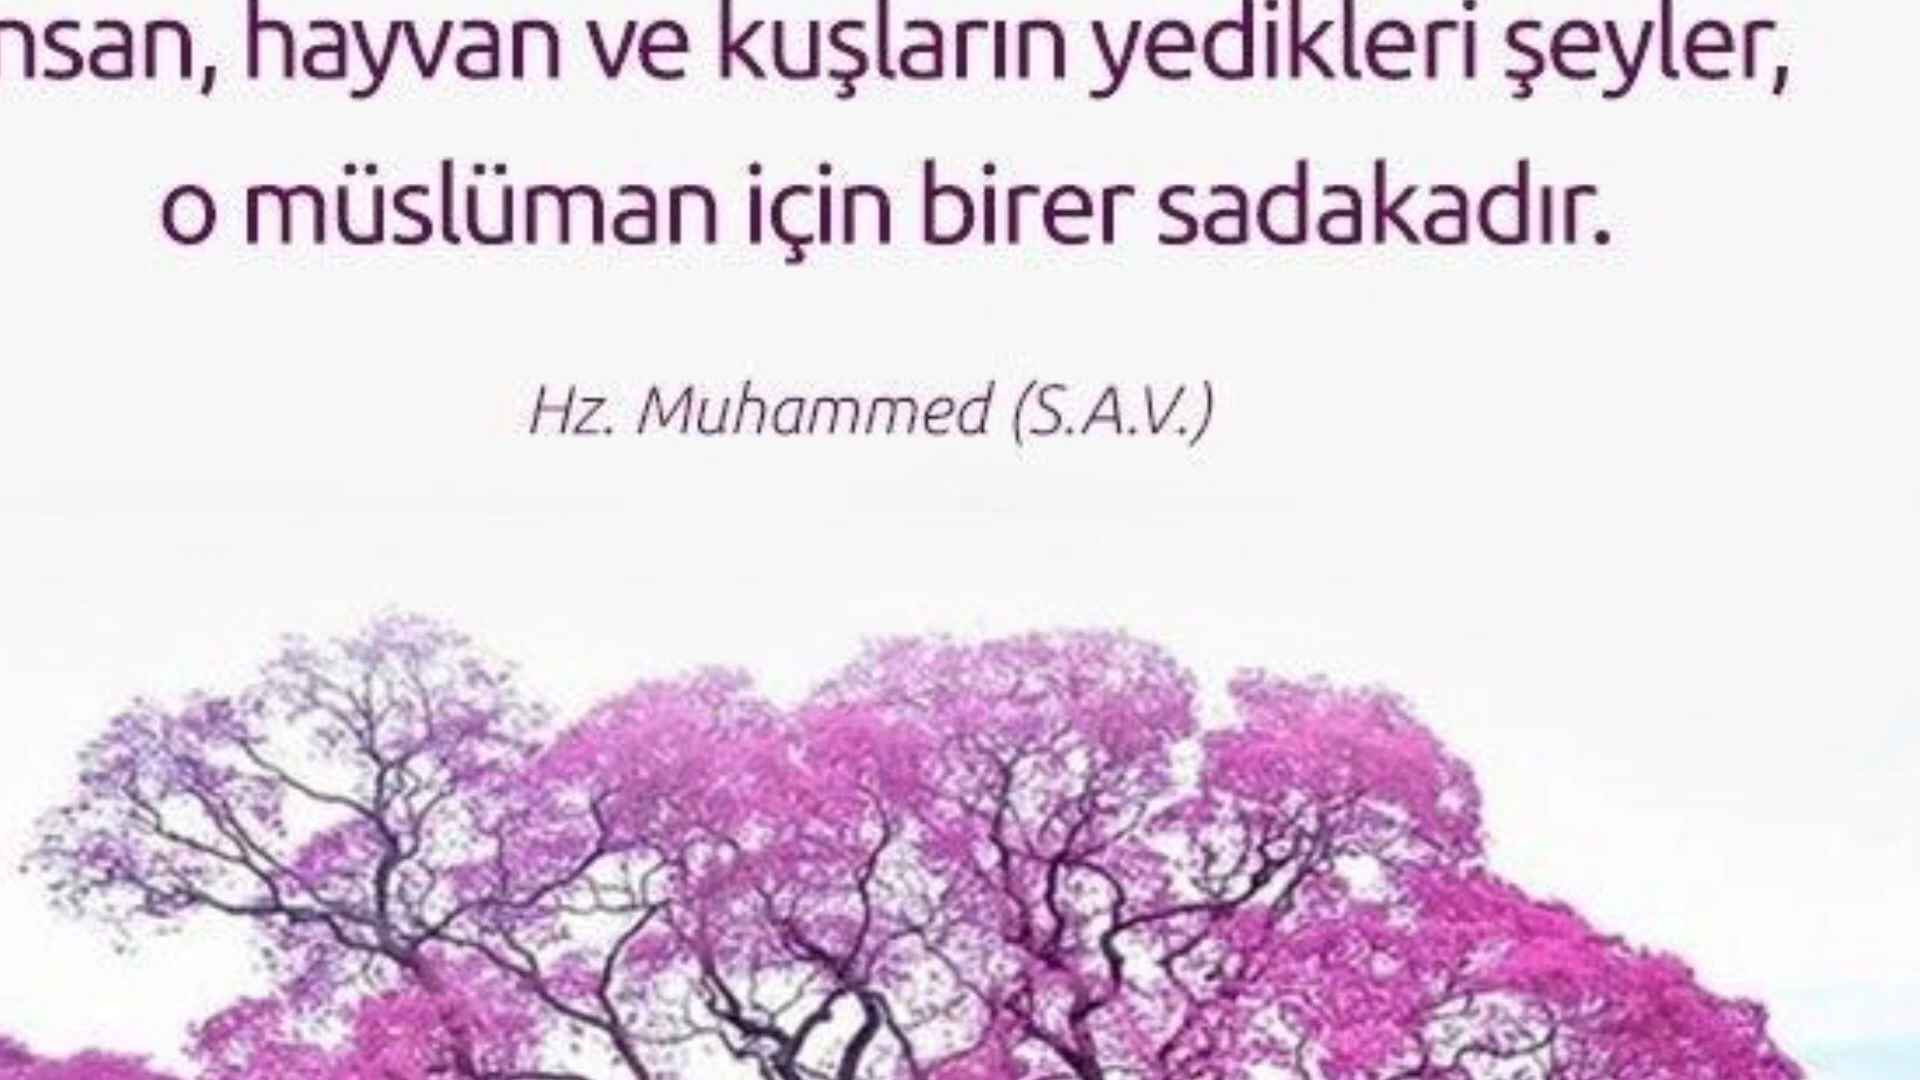 nsan, hayvan ve kuşların yedikleri şeyler,
o müslüman için birer sadakadır.
Hz. Muhammed (S.A.V.)